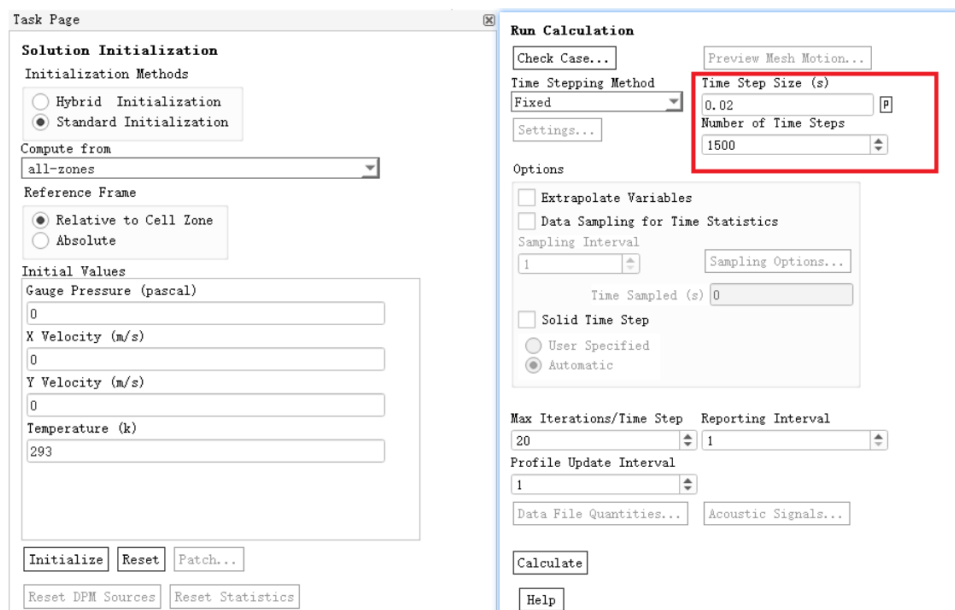 Task Page
Solution Initialization
Initialization Methods
Hybrid Initialization
Standard Initialization
Compute from
all-zones
Reference Frame
Relative to Cell Zone
Absolute
Initial Values
Gauge Pressure (pascal)
0
X Velocity (m/s)
0
Y Velocity (m/s)
0
Temperature (k)
293
Initialize Reset Patch...
Reset DPM Sources Reset Statistics
Run Calculation
Check Case... Preview Mesh Motion...
Time Stepping Method Time Step Size (s)
Fixed 0.02 P
Settings... Number of Time Steps
1500
Options
Extrapolate Variables
Data Sampling for Time Statistics
Sampling Interval
1 Sampling Options...
Time Sampled (s) 0
Solid Time Step
User Specified
Automatic
Max Iterations/Time Step Reporting Interval
20 1
Profile Update Interval
1
Data File Quantities... Acoustic Signals...
Calculate
Help